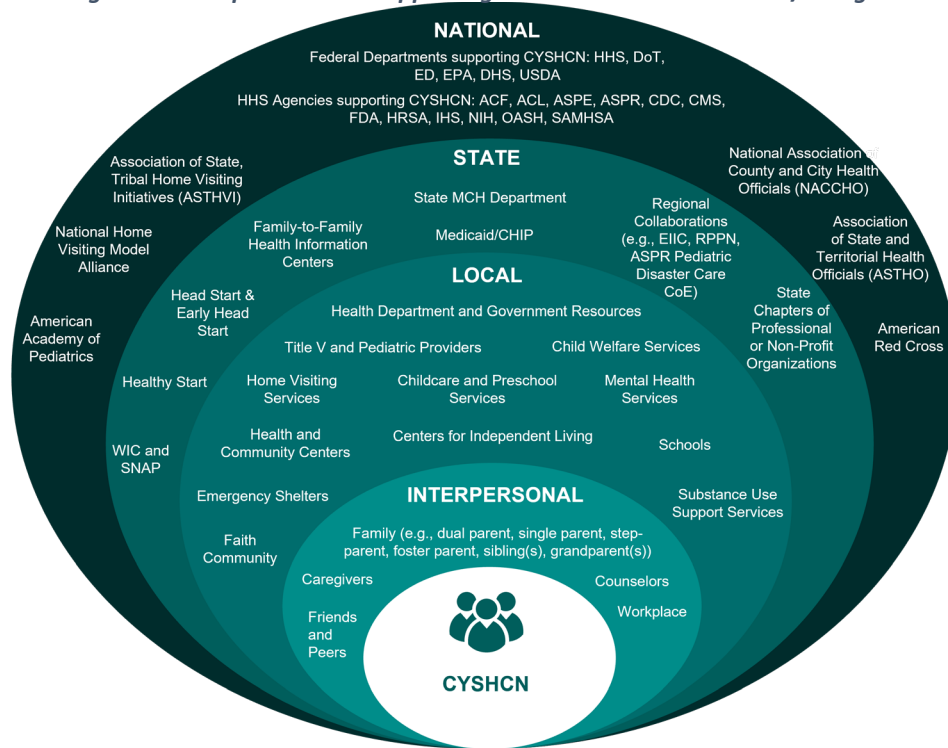 NATIONAL
Federal Departments supporting CYSHCN: HHS, DoT,
ED, EPA, DHS, USDA
HHS Agencies supporting CYSHCN: ACF, ACL, ASPE, ASPR, CDC, CMS,
FDA, HRSA, IHS, NIH, OASH, SAMHSA
Association of State,
Tribal Home Visiting
Initiatives (ASTHVI)
National Home
Visiting Model
Alliance
American
Academy of
Pediatrics
National Association of
County and City Health
Officials (NACCHO)
Association
of State and
Territorial Health
Officials (ASTHO)
American
Red Cross
STATE
State MCH Department
Medicaid/CHIP
Family-to-Family
Health Information
Centers
Regional
Collaborations
(e.g., EIIC, RPPN,
ASPR Pediatric
Disaster Care
CoE)
Head Start &
Early Head
Start
State
Chapters of
Professional
or Non-Profit
Organizations
Healthy Start
WIC and
SNAP
LOCAL
Health Department and Government Resources
Title V and Pediatric Providers
Child Welfare Services
Home Visiting
Services
Childcare and Preschool
Services
Mental Health
Services
Health and
Community Centers
Centers for Independent Living
Schools
Emergency Shelters
Substance Use
Support Services
Faith
Community
INTERPERSONAL
Family (e.g., dual parent, single parent, step-
parent, foster parent, sibling(s), grandparent(s))
Caregivers
Counselors
Friends
and
Peers
Workplace
CYSHCN